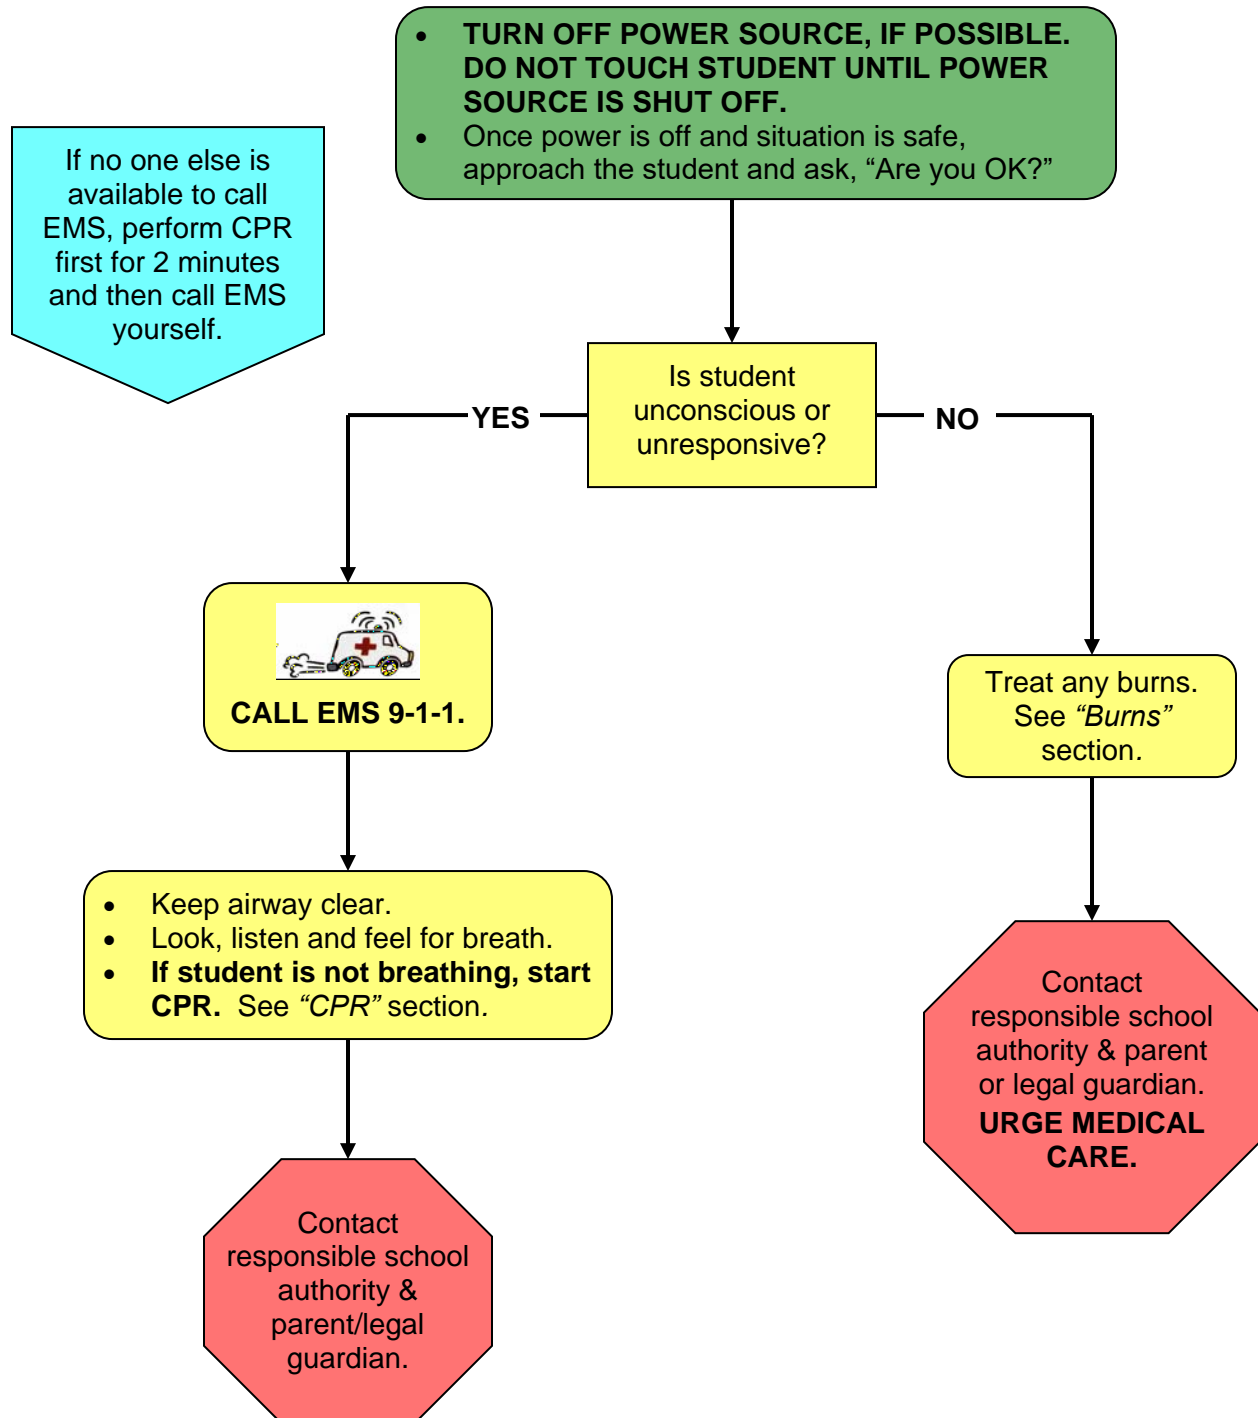 • TURN OFF POWER SOURCE, IF POSSIBLE.
DO NOT TOUCH STUDENT UNTIL POWER
SOURCE IS SHUT OFF.
• Once power is off and situation is safe,
approach the student and ask, “Are you OK?”
If no one else is
available to call
EMS, perform CPR
first for 2 minutes
and then call EMS
yourself.
Is student
unconscious or
unresponsive?
YES
NO
CALL EMS 9-1-1.
Treat any burns.
See “Burns”
section.
• Keep airway clear.
• Look, listen and feel for breath.
• If student is not breathing, start
CPR. See “CPR” section.
Contact
responsible school
authority & parent
or legal guardian.
URGE MEDICAL
CARE.
Contact
responsible school
authority &
parent/legal
guardian.